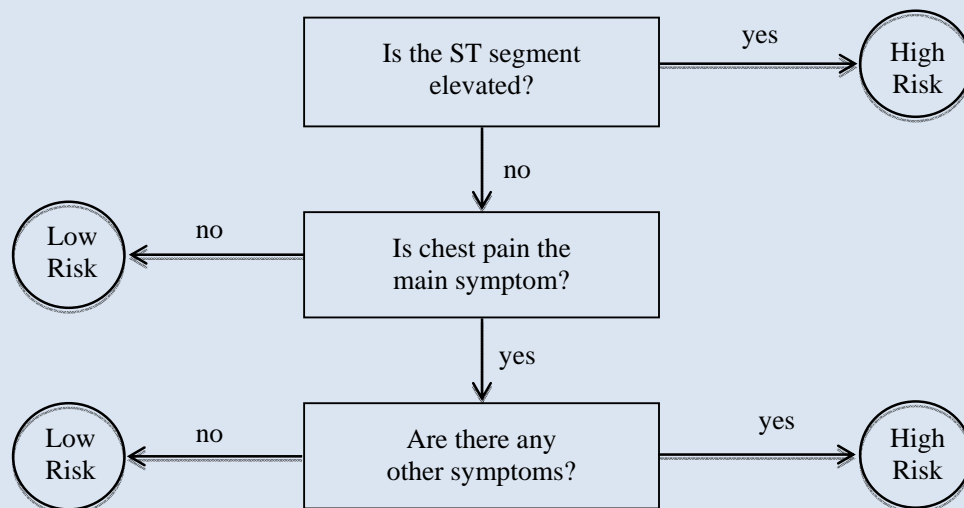 Is the ST segment
elevated?
yes
High
Risk
no
Low
Risk
no
Is chest pain the
main symptom?
yes
Low
Risk
no
Are there any
other symptoms?
yes
High
Risk